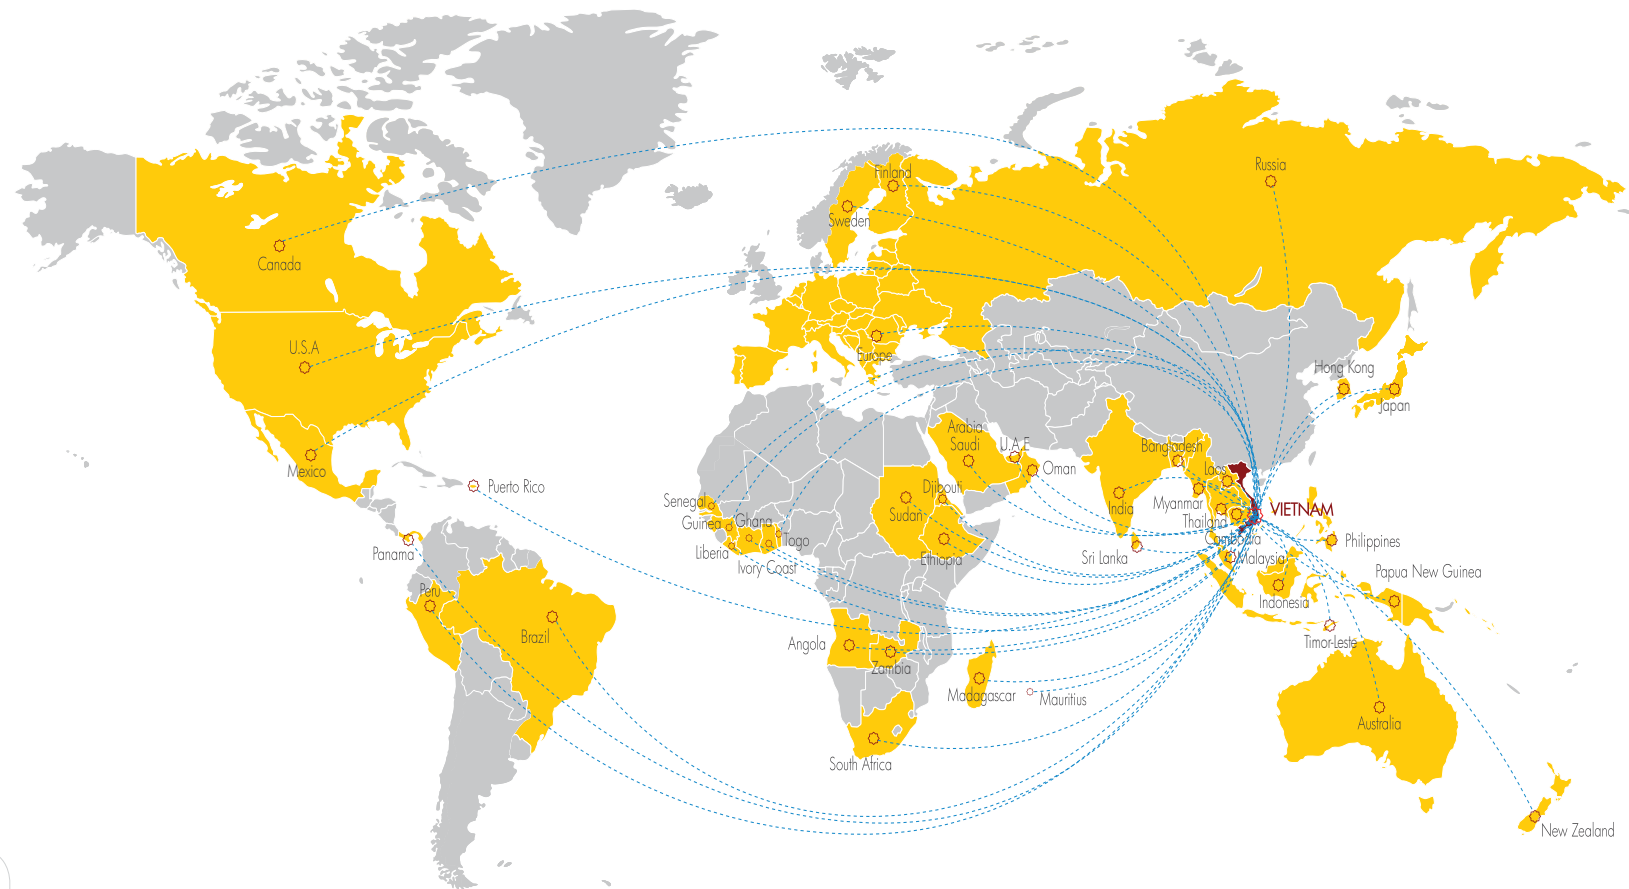 Russia
Finland
Sweden
Canada
U.S.A
Europe
Hong Kong
Japan
Mexico
Arabia
Saudi
U.A.E
Oman
Bangladesh
Laos
Puerto Rico
Senegal
Djibouti
Sudan
India
Myanmar
VIETNAM
Guinea
Ghana
Thailand
Togo
Cambodia
Philippines
Panama
Liberia
Ivory Coast
Ethiopia
Sri Lanka
Malaysia
Papua New Guinea
Peru
Indonesia
Brazil
Angola
Timor-Leste
Zambia
Madagascar
Mauritius
Australia
South Africa
New Zealand